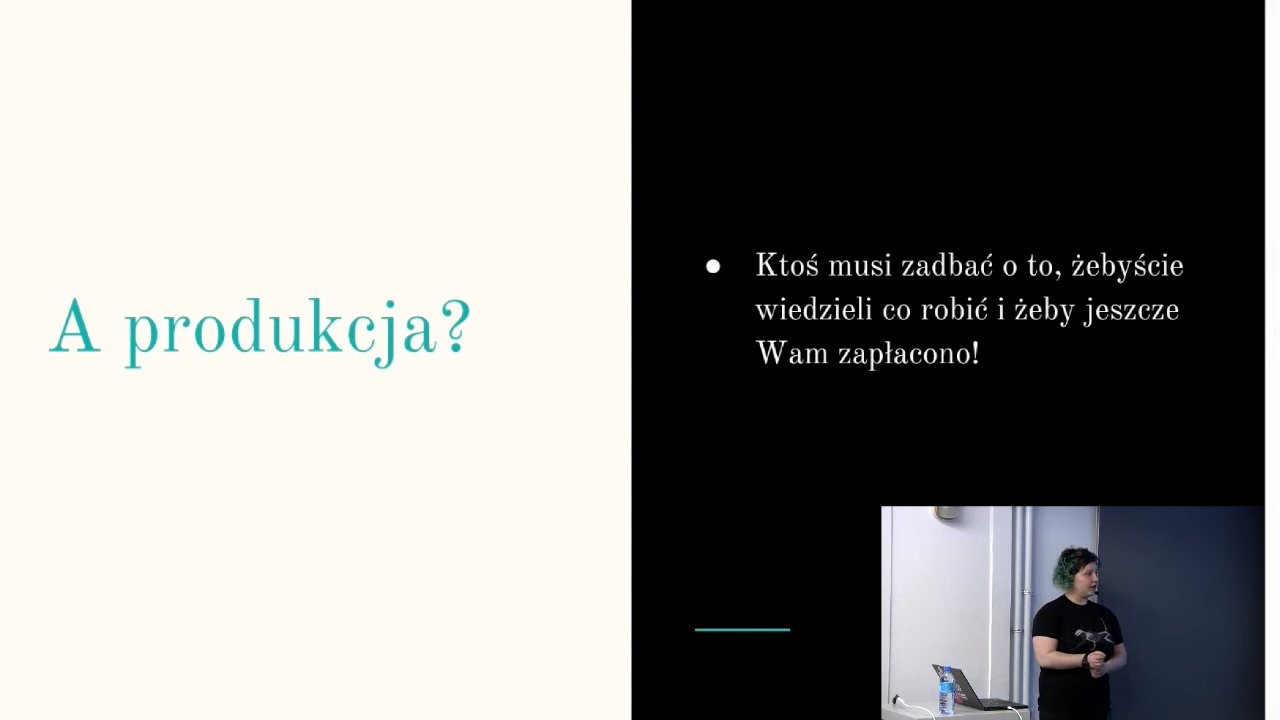 A produkcja?
● Ktoś musi zadbać o to, żebyście
wiedzieli co robić i żeby jeszcze
Wam zapłacono!